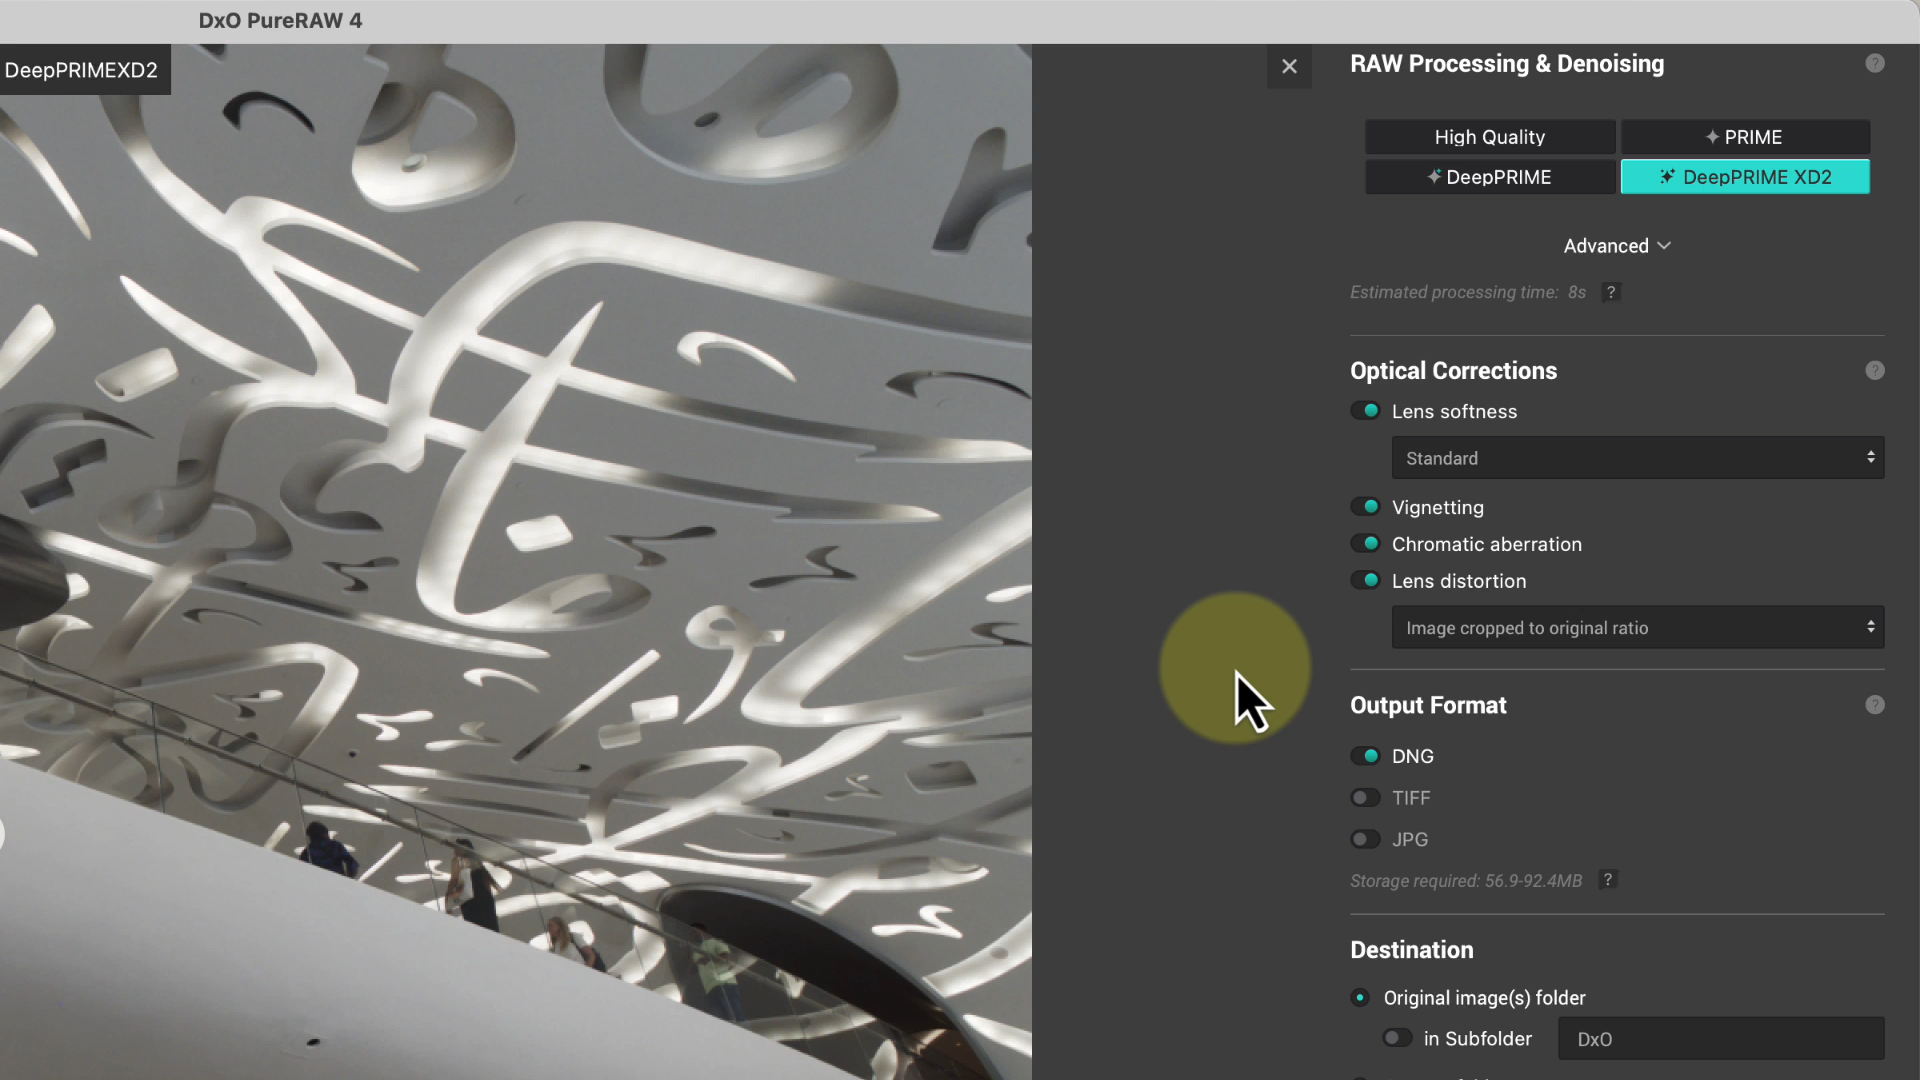 DxO PureRAW 4
DeepPRIMEXD2
RAW Processing & Denoising
High Quality
PRIME
DeepPRIME
DeepPRIME XD2
Advanced
Estimated processing time: 8s ?
Optical Corrections
Lens softness
Standard
Vignetting
Chromatic aberration
Lens distortion
Image cropped to original ratio
Output Format
DNG
TIFF
JPG
Storage required: 56.9-92.4MB ?
Destination
Original image(s) folder
in Subfolder
DxO